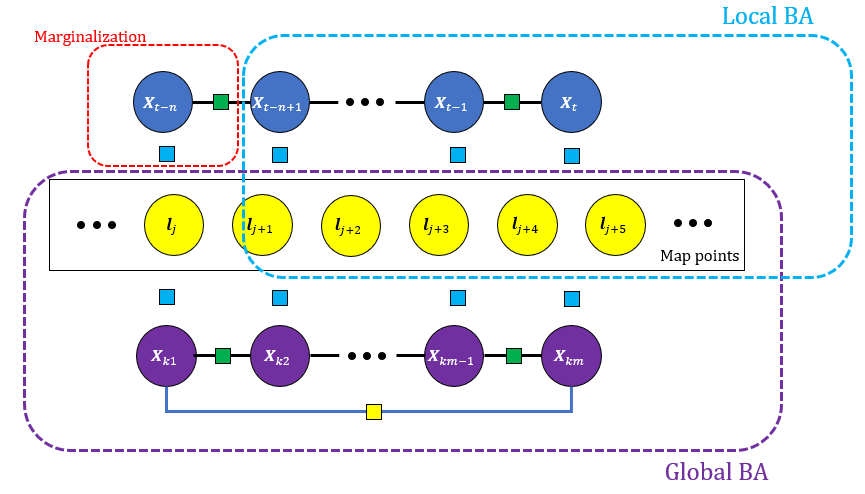 Local BA
Marginalization
X_{t-n} X_{t-n+1} ••• X_{t-1} X_t
••• l_j l_{j+1} l_{j+2} l_{j+3} l_{j+4} l_{j+5} •••
Map points
X_{k1} X_{k2} ••• X_{km-1} X_{km}
Global BA